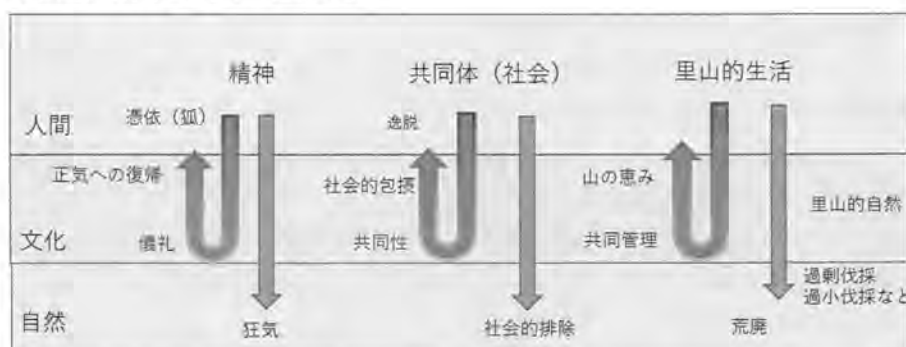 精神
共同体（社会）
里山的生活
人間
憑依（狐）
逸脱
正気への復帰
社会的包摂
山の恵み
里山的自然
文化
儀礼
共同性
共同管理
過剰伐採
過小伐採など
自然
狂気
社会的排除
荒廃